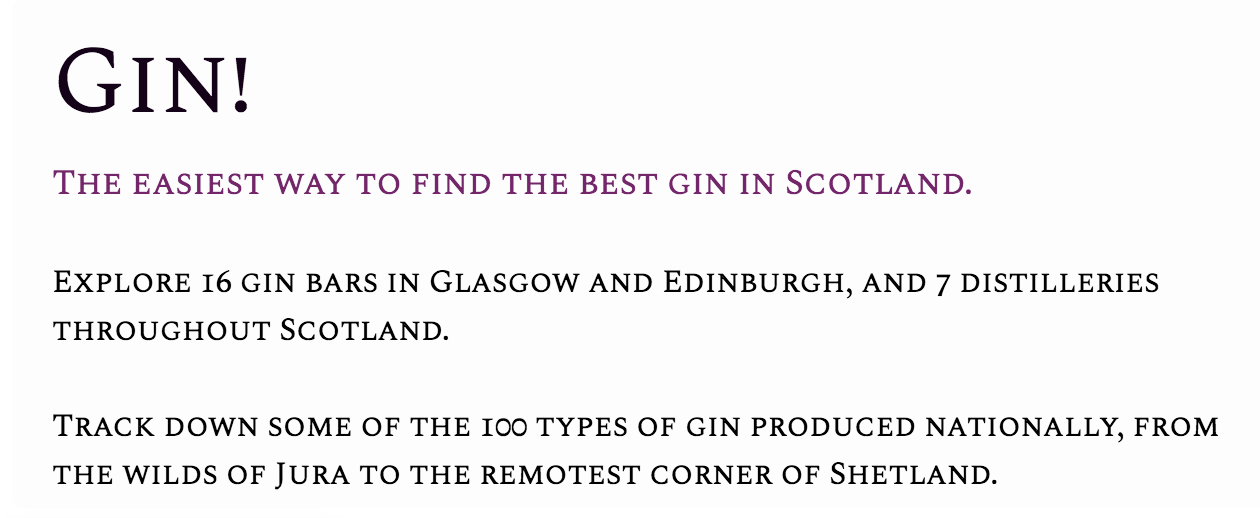 Gin!
The easiest way to find the best gin in Scotland.
Explore 16 gin bars in Glasgow and Edinburgh, and 7 distilleries
throughout Scotland.
Track down some of the 100 types of gin produced nationally, from
the wilds of Jura to the remotest corner of Shetland.